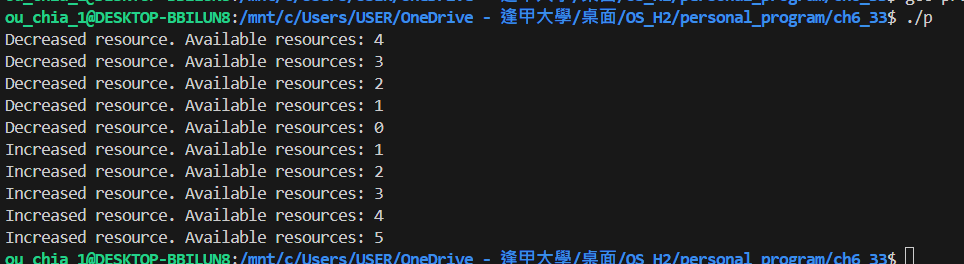 ou_chia_1@DESKTOP-BBILUN8:/mnt/c/Users/USER/OneDrive - 逢甲大學/桌面/OS_H2/personal_program/ch6_33$ ./p
Decreased resource. Available resources: 4
Decreased resource. Available resources: 3
Decreased resource. Available resources: 2
Decreased resource. Available resources: 1
Decreased resource. Available resources: 0
Increased resource. Available resources: 1
Increased resource. Available resources: 2
Increased resource. Available resources: 3
Increased resource. Available resources: 4
Increased resource. Available resources: 5
ou_chia_1@DESKTOP-BBILUN8:/mnt/c/Users/USER/OneDrive - 逢甲大學/桌面/OS_H2/personal_program/ch6_33$